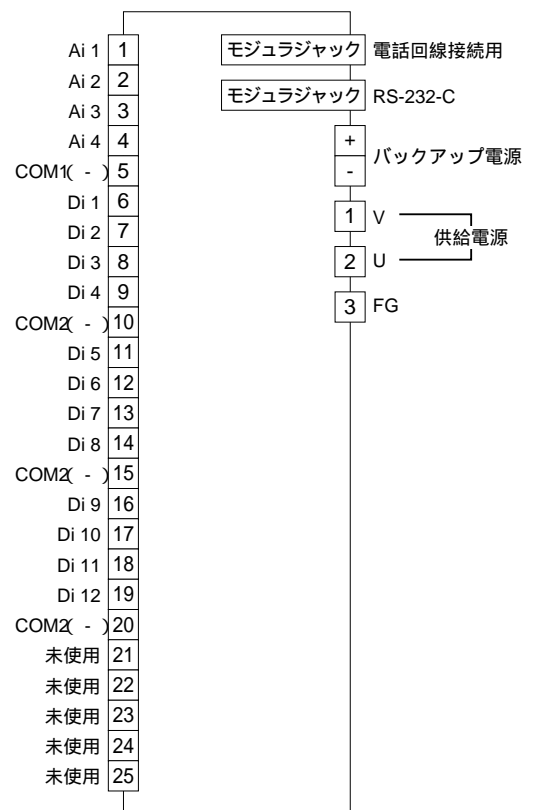 Ai 1 1
Ai 2 2
Ai 3 3
Ai 4 4
COM1( - ) 5
Di 1 6
Di 2 7
Di 3 8
Di 4 9
COM2( - ) 10
Di 5 11
Di 6 12
Di 7 13
Di 8 14
COM2( - ) 15
Di 9 16
Di 10 17
Di 11 18
Di 12 19
COM2( - ) 20
未使用 21
未使用 22
未使用 23
未使用 24
未使用 25
モジュラジャック 電話回線接続用
モジュラジャック RS-232-C
+
バックアップ電源
-
1 V
供給電源
2 U
3 FG